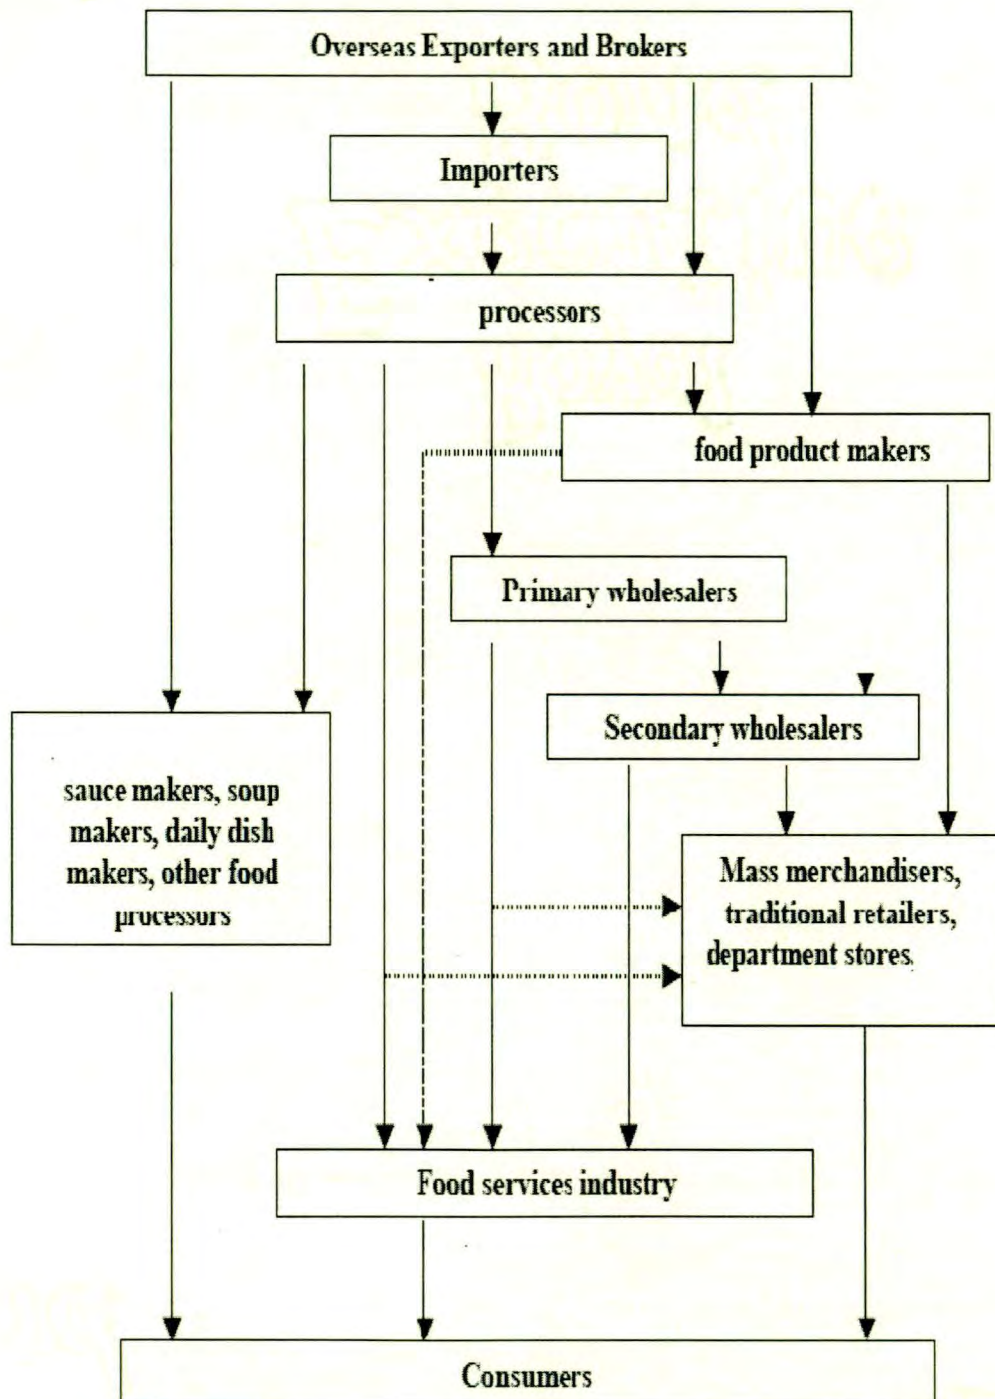 Overseas Exporters and Brokers
Importers
processors
food product makers
Primary wholesalers
Secondary wholesalers
sauce makers, soup
makers, daily dish
makers, other food
processors
Mass merchandisers,
traditional retailers,
department stores
Food services industry
Consumers